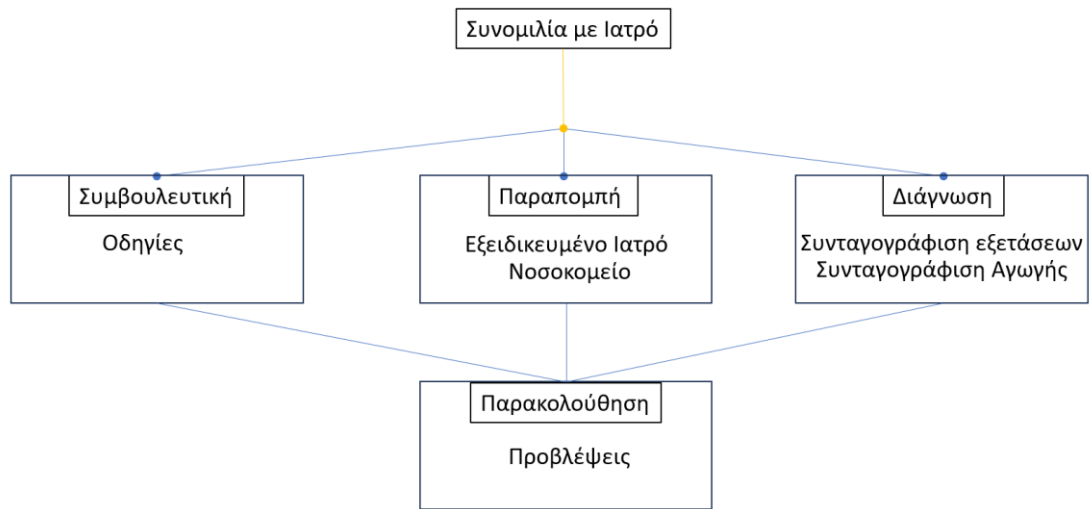 Συνομιλία με Ιατρό
Συμβουλευτική
Οδηγίες
Παραπομπή
Εξειδικευμένο Ιατρό
Νοσοκομείο
Διάγνωση
Συνταγογράφιση εξετάσεων
Συνταγογράφιση Αγωγής
Παρακολούθηση
Προβλέψεις